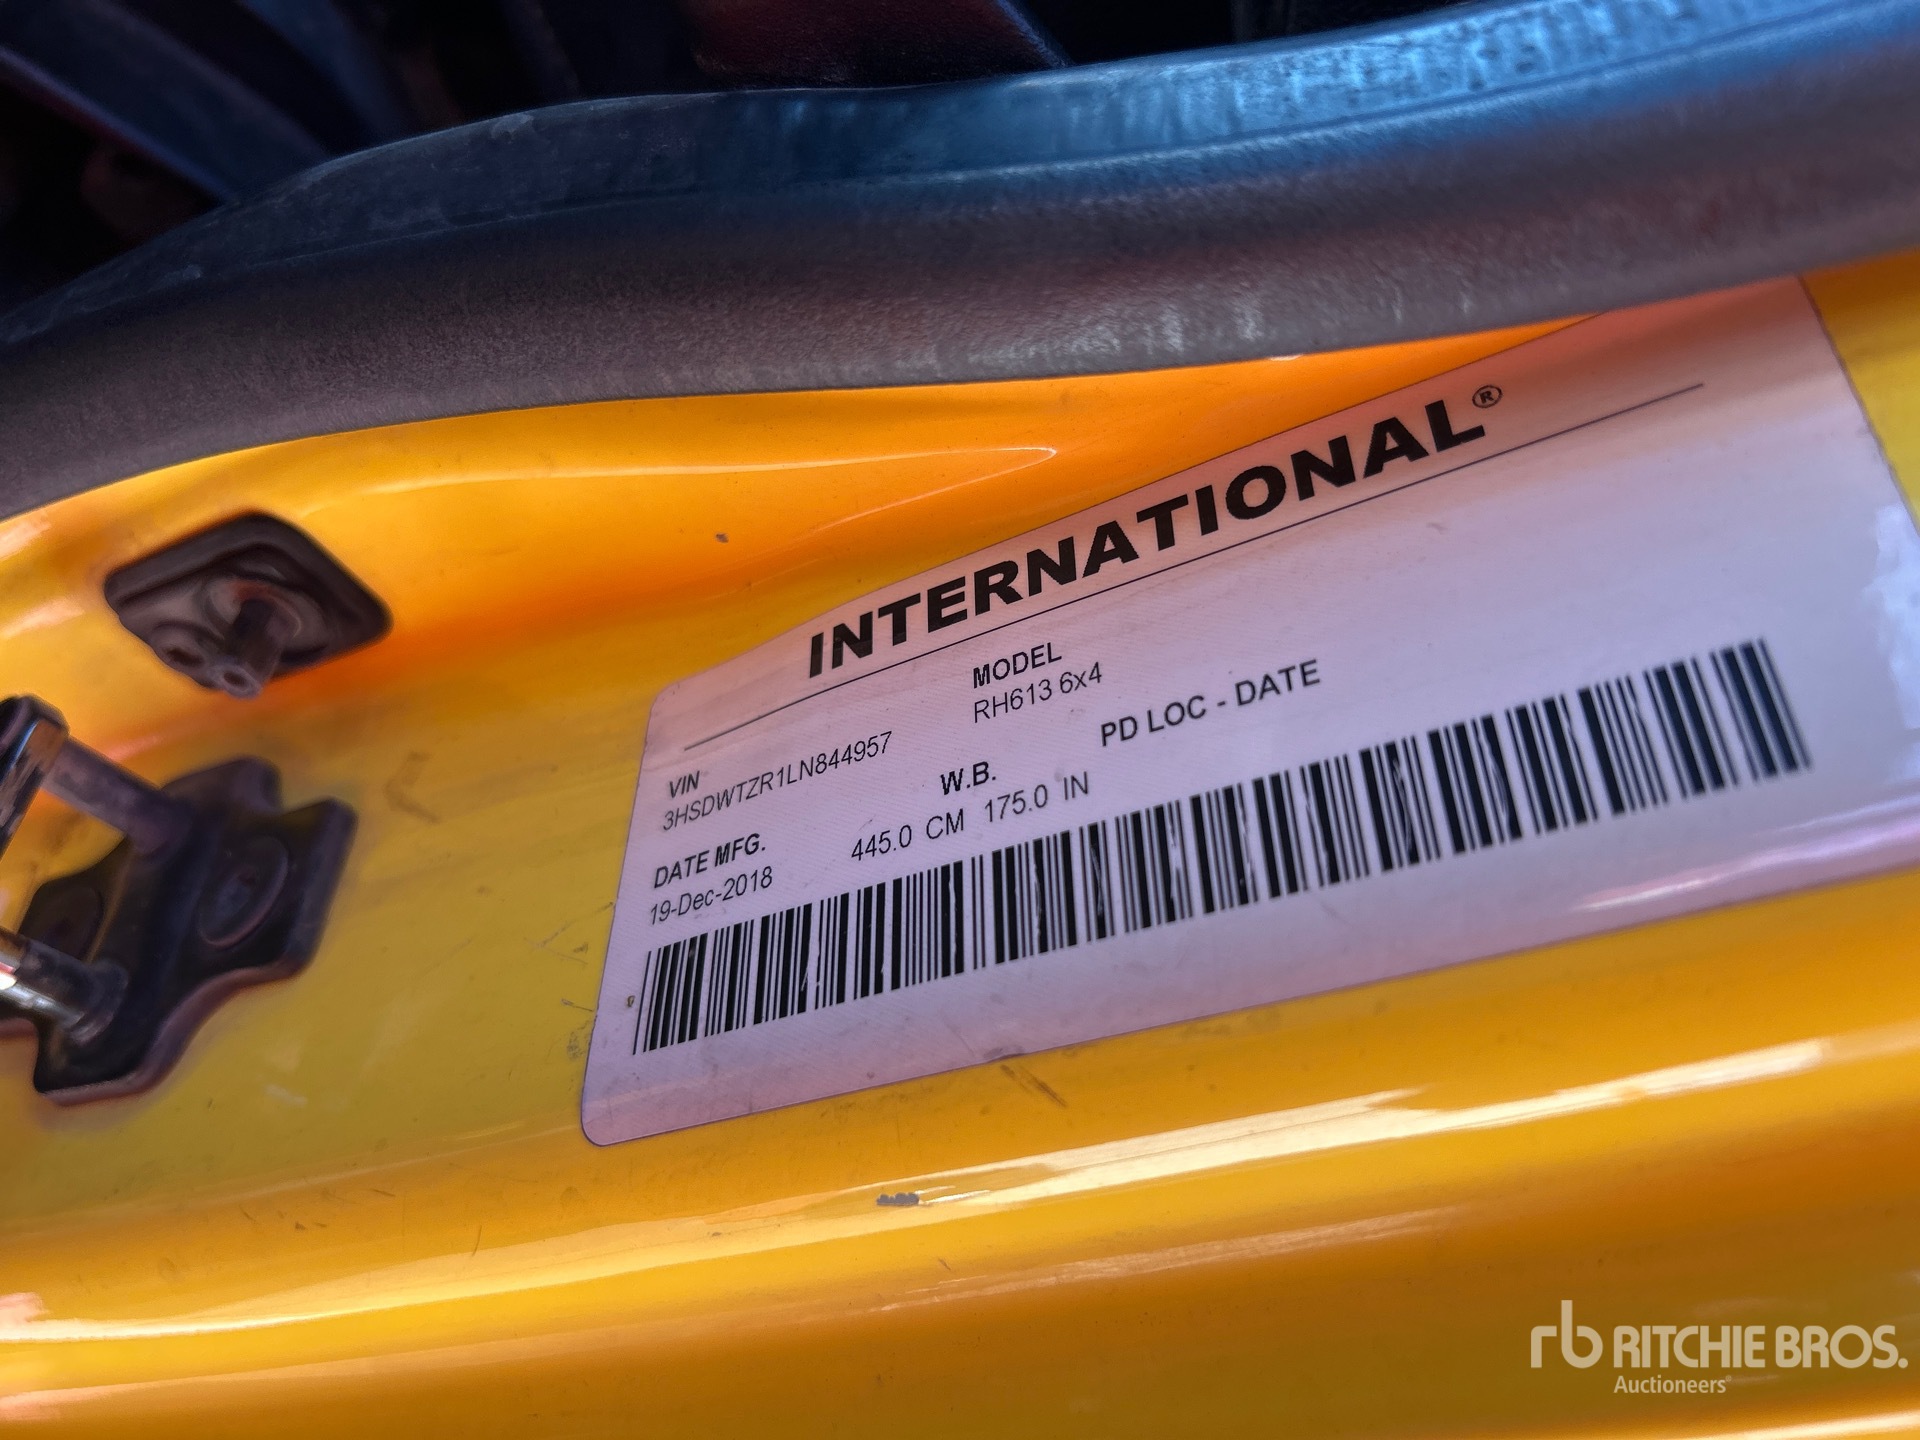 INTERNATIONAL®
MODEL
RH613 6x4
VIN
3HSDWTZR1LN844957
W.B.
445.0 CM 175.0 IN
PD LOC - DATE
DATE MFG.
19-Dec-2018
rb RITCHIE BROS.
Auctioneers